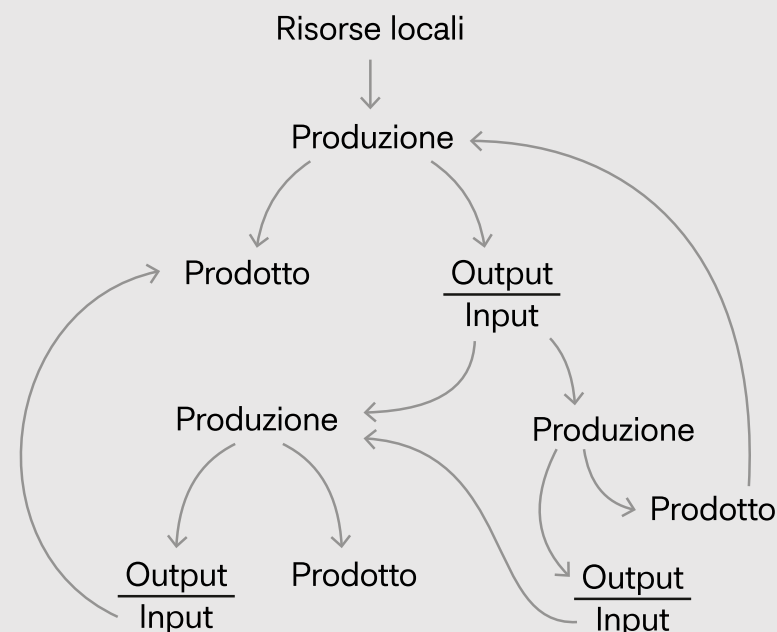 Risorse locali
Produzione
Prodotto
Output
Input
Produzione
Produzione
Prodotto
Output
Input
Prodotto
Output
Input